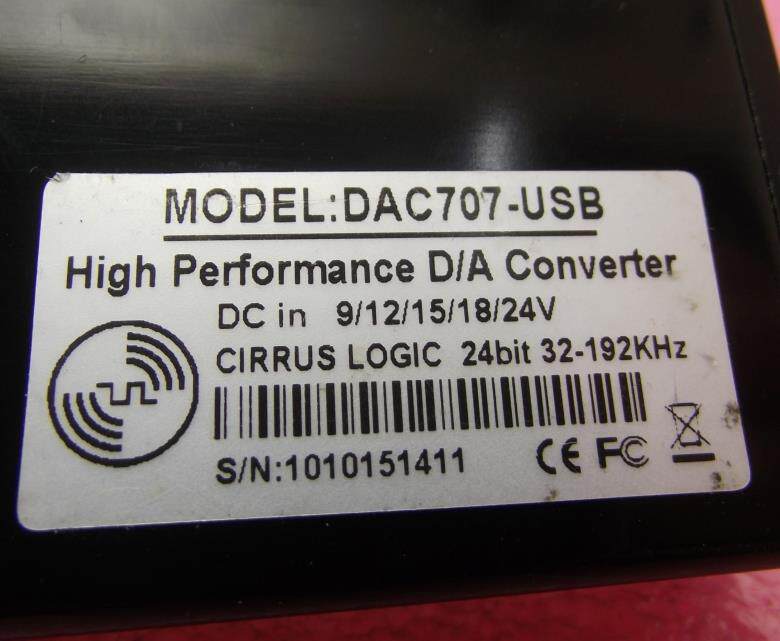 MODEL:DAC707-USB
High Performance D/A Converter
DC in 9/12/15/18/24V
CIRRUS LOGIC 24bit 32-192KHz
S/N:1010151411
CE FC